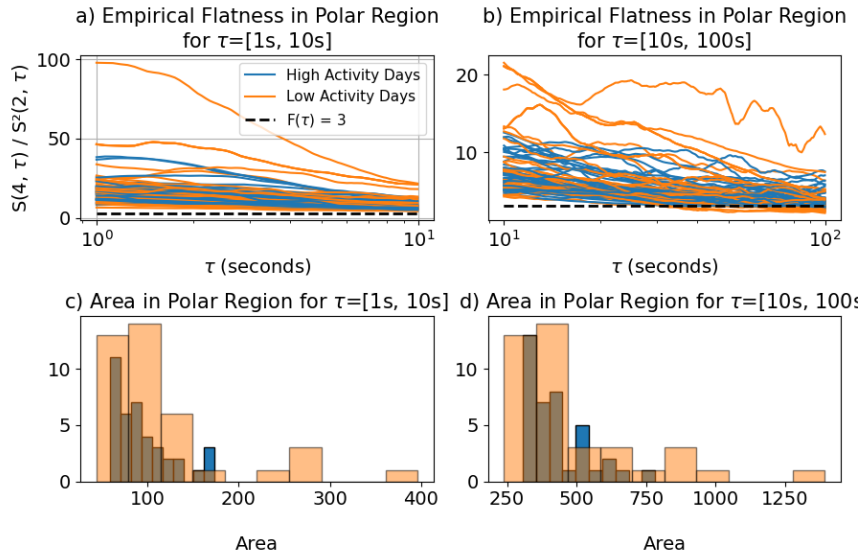 a) Empirical Flatness in Polar Region
for τ=[1s, 10s]
b) Empirical Flatness in Polar Region
for τ=[10s, 100s]
S(4, τ) / S²(2, τ)
100
50
0
High Activity Days
Low Activity Days
F(τ) = 3
10⁰
10¹
τ (seconds)
20
10
10¹
10²
τ (seconds)
c) Area in Polar Region for τ=[1s, 10s]
d) Area in Polar Region for τ=[10s, 100s
10
5
0
100
200
300
400
Area
10
5
0
250
500
750
1000
1250
Area